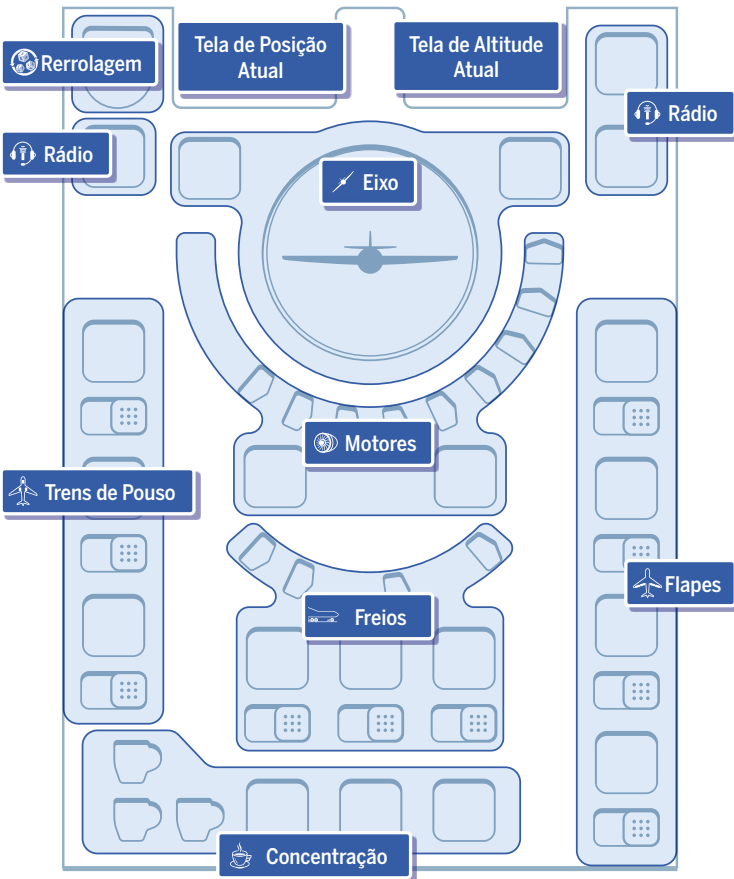 Rerrolagem
Tela de Posição
Atual
Tela de Altitude
Atual
Rádio
Rádio
Eixo
Motores
Trens de Pouso
Flapes
Freios
Concentração